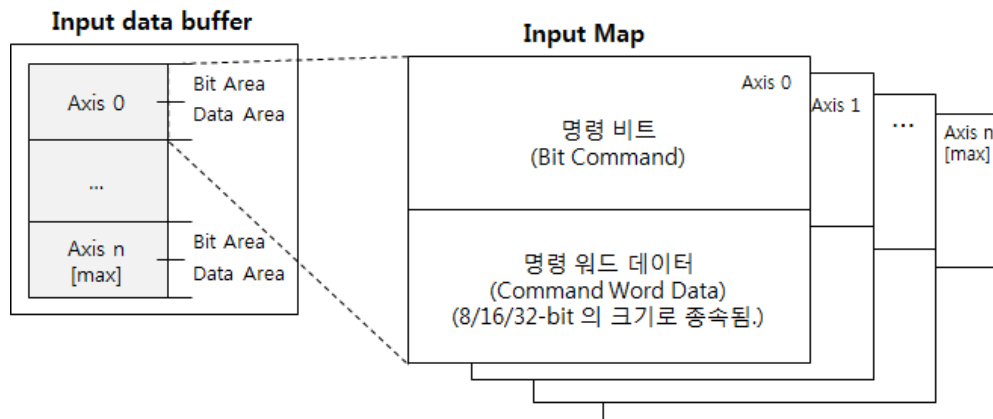 Input data buffer
Axis 0
Bit Area
Data Area
...
Axis n
[max]
Bit Area
Data Area
Input Map
Axis 0
명령 비트
(Bit Command)
명령 워드 데이터
(Command Word Data)
(8/16/32-bit 의 크기로 종속됨.)
Axis 1
...
Axis n
[max]